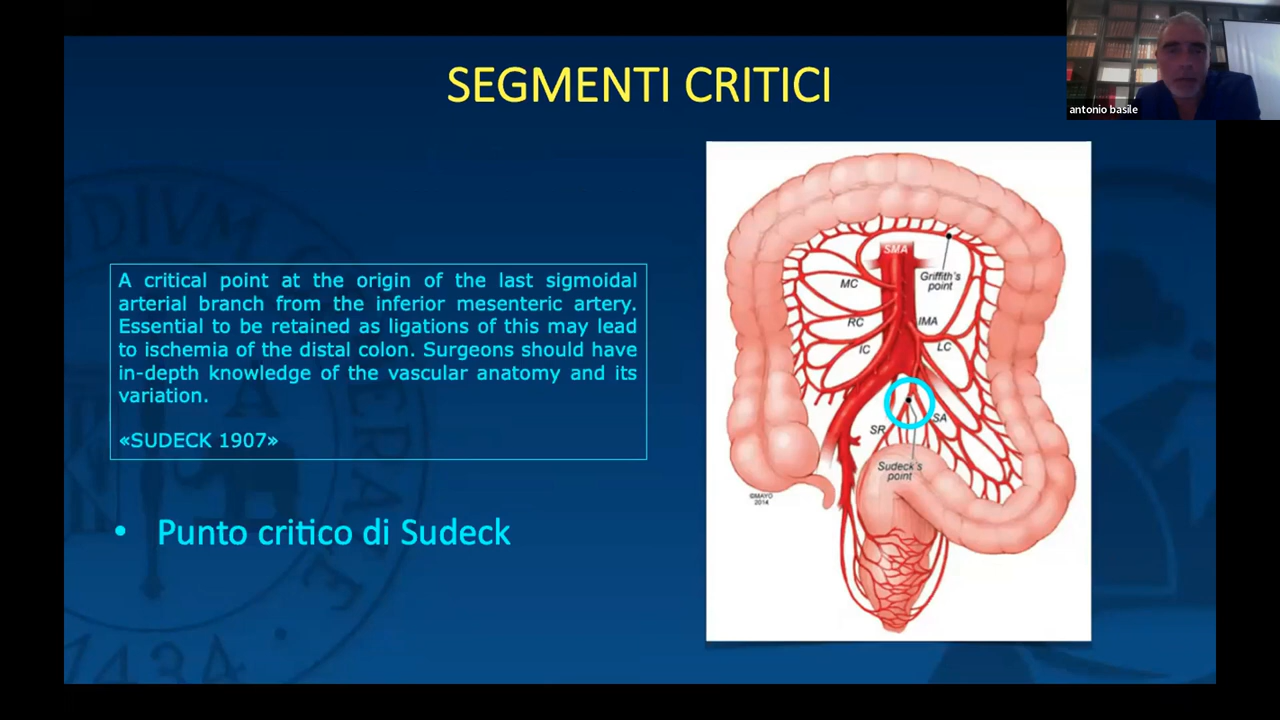 SEGMENTI CRITICI
antonio basile
A critical point at the origin of the last sigmoidal
arterial branch from the inferior mesenteric artery.
Essential to be retained as ligations of this may lead
to ischemia of the distal colon. Surgeons should have
in-depth knowledge of the vascular anatomy and its
variation.
«SUDECK 1907»
• Punto critico di Sudeck
SMA
Griffith's
point
MC
RC
IMA
IC
LC
SA
SR
Sudeck's
point
©MAYO
2014
1434